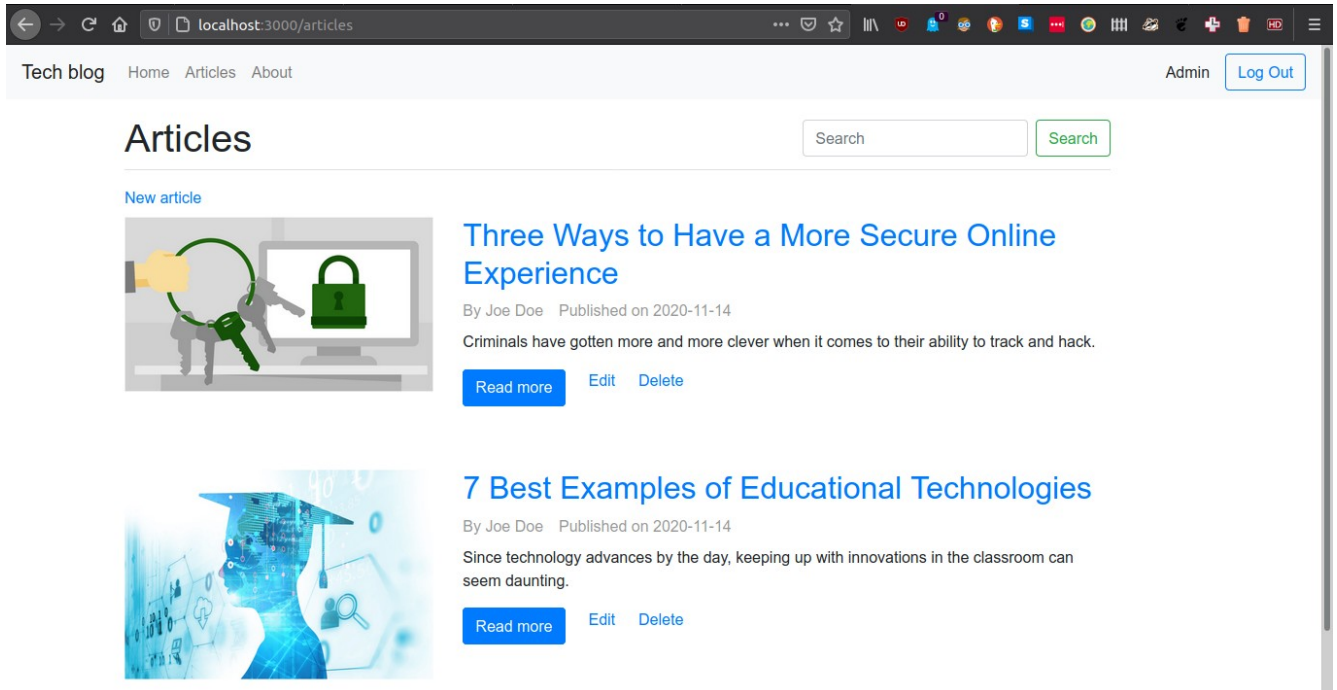 localhost:3000/articles
0
HD
Tech blog Home Articles About Admin Log Out
Articles Search Search
New article
Three Ways to Have a More Secure Online
Experience
By Joe Doe Published on 2020-11-14
Criminals have gotten more and more clever when it comes to their ability to track and hack.
Read more Edit Delete
7 Best Examples of Educational Technologies
By Joe Doe Published on 2020-11-14
Since technology advances by the day, keeping up with innovations in the classroom can
seem daunting.
Read more Edit Delete